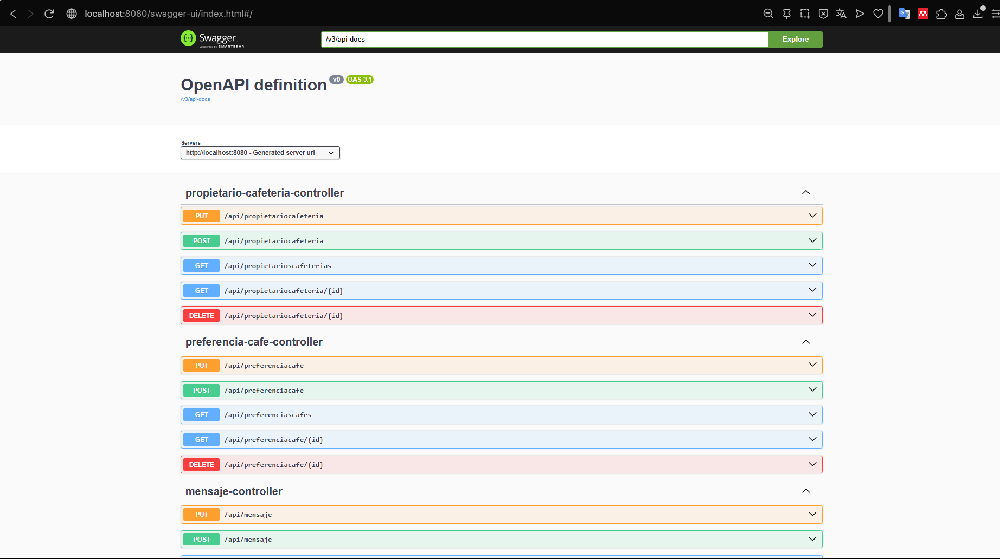 localhost:8080/swagger-ui/index.html#/
Swagger
Supported by SMARTBEAR
/v3/api-docs
Explore
OpenAPI definition v0 OAS 3.1
/v3/api-docs
Servers
http://localhost:8080 - Generated server url
propietario-cafeteria-controller
PUT /api/propietariocafeteria
POST /api/propietariocafeteria
GET /api/propietarioscafeterias
GET /api/propietariocafeteria/{id}
DELETE /api/propietariocafeteria/{id}
preferencia-cafe-controller
PUT /api/preferenciacafe
POST /api/preferenciacafe
GET /api/preferenciascafes
GET /api/preferenciacafe/{id}
DELETE /api/preferenciacafe/{id}
mensaje-controller
PUT /api/mensaje
POST /api/mensaje